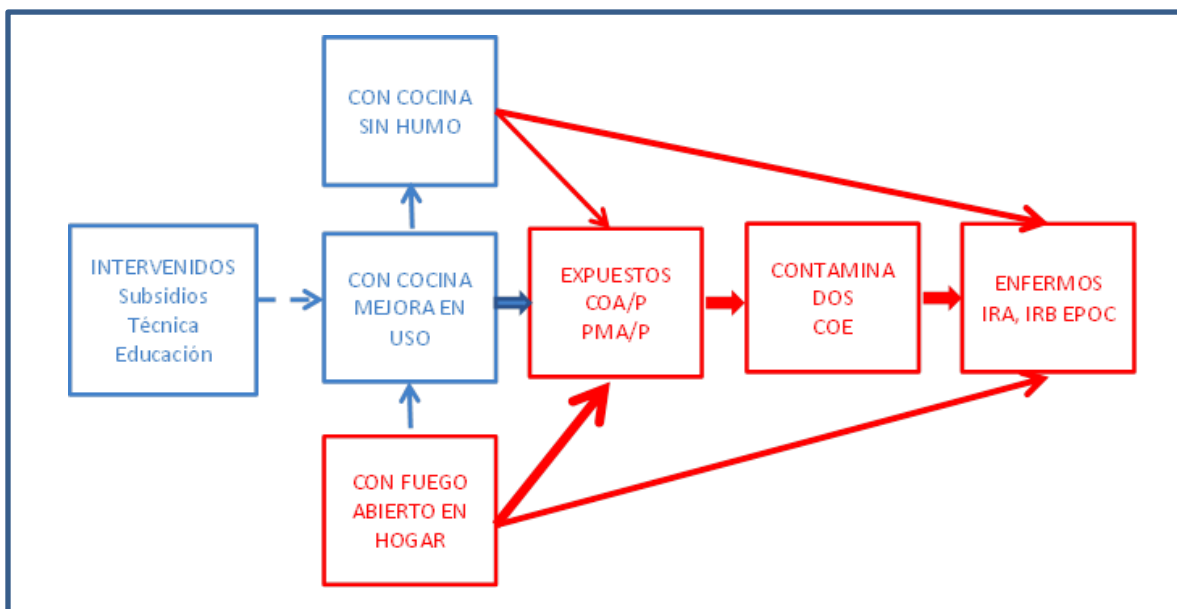 CON COCINA
SIN HUMO
INTERVENIDOS
Subsidios
Técnica
Educación
CON COCINA
MEJORA EN
USO
EXPUESTOS
COA/P
PMA/P
CONTAMINA
DOS
COE
ENFERMOS
IRA, IRB EPOC
CON FUEGO
ABIERTO EN
HOGAR